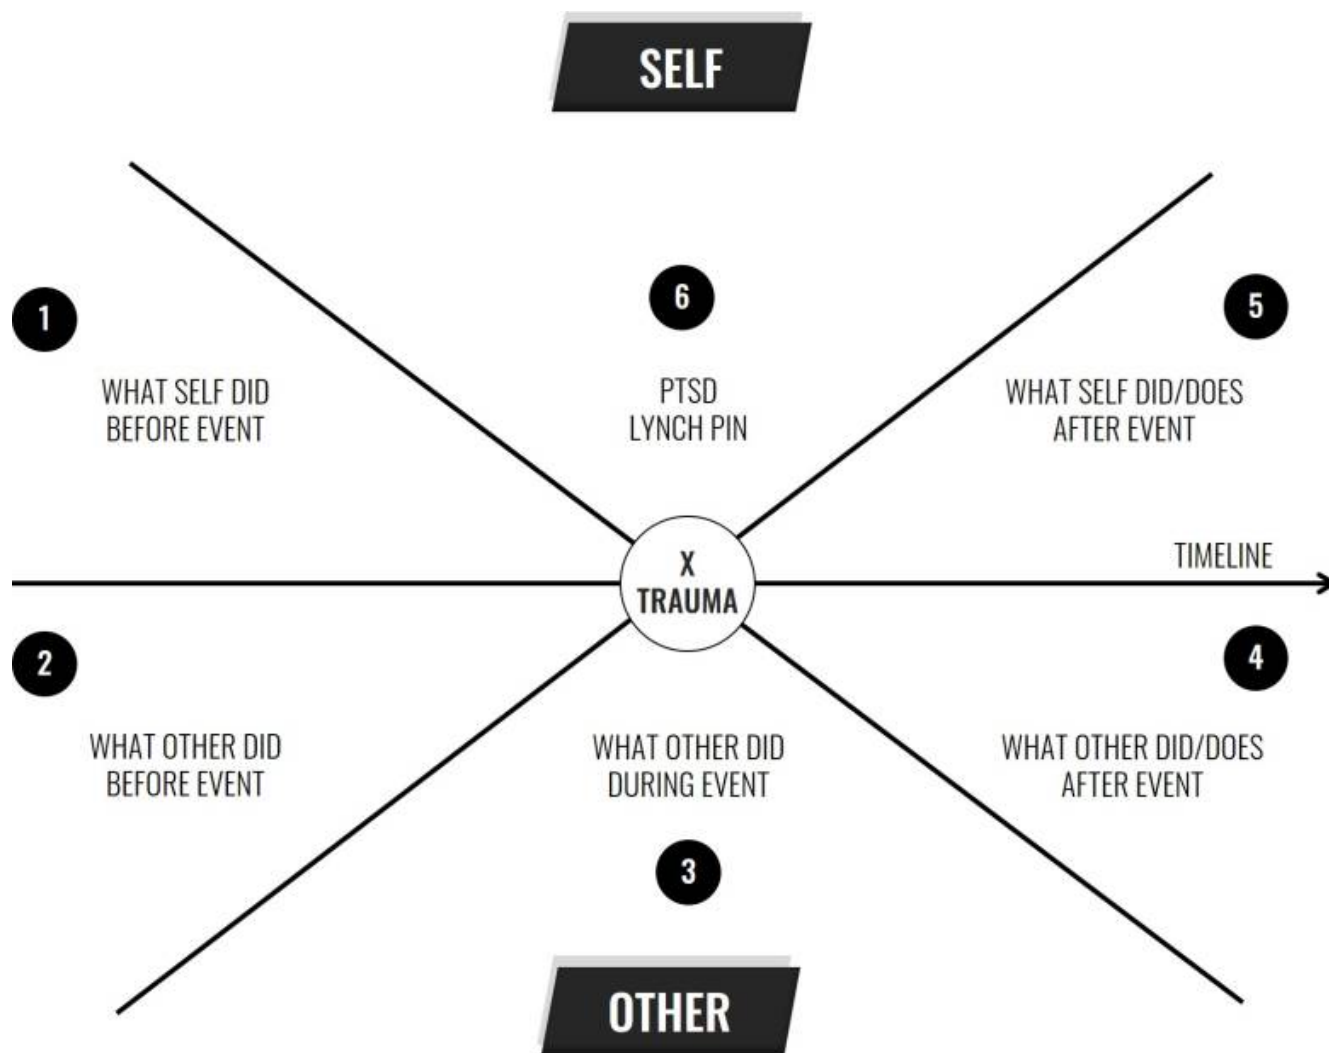 SELF
1
6
5
WHAT SELF DID
BEFORE EVENT
PTSD
LYNCH PIN
WHAT SELF DID/DOES
AFTER EVENT
X
TRAUMA
TIMELINE
2
4
WHAT OTHER DID
BEFORE EVENT
WHAT OTHER DID
DURING EVENT
WHAT OTHER DID/DOES
AFTER EVENT
3
OTHER